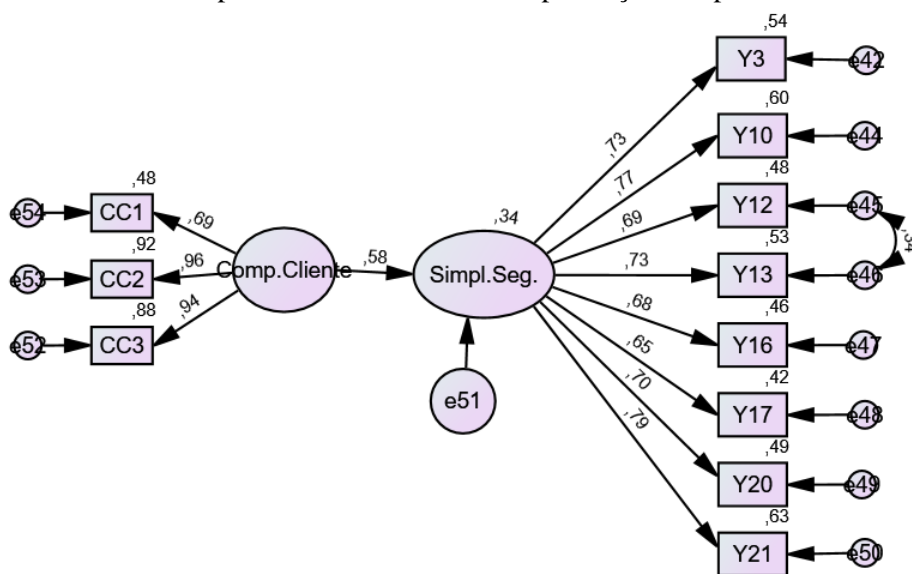 ,54
Y3
e42
,73
,60
Y10
e44
,77
,48
Y12
e45
,69
,34
,53
Y13
e46
,73
,46
Y16
e47
,68
,42
Y17
e48
,65
,49
Y20
e49
,70
,63
Y21
e50
,79
,48
e54
CC1
,69
,92
e53
CC2
,96
Comp.Cliente
,58
,34
Simpl.Seg.
,88
e52
CC3
,94
e51